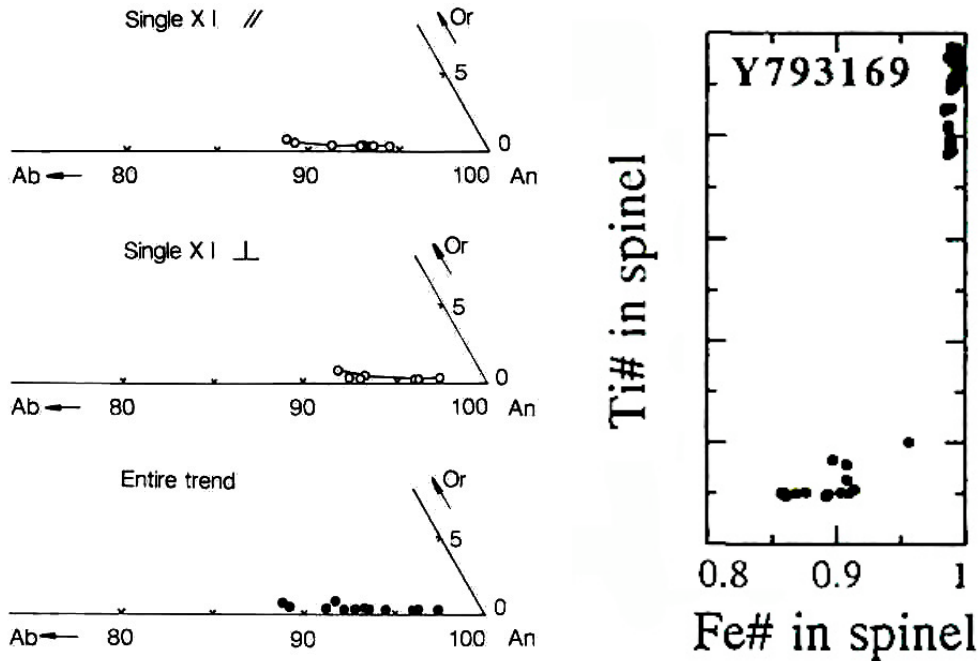 Single X l //
Or
5
0
Ab ← 80 90 100 An
Single X l ⊥
Or
5
0
Ab ← 80 90 100 An
Entire trend
Or
5
0
Ab ← 80 90 100 An
Y793169
Ti# in spinel
0.8 0.9 1
Fe# in spinel